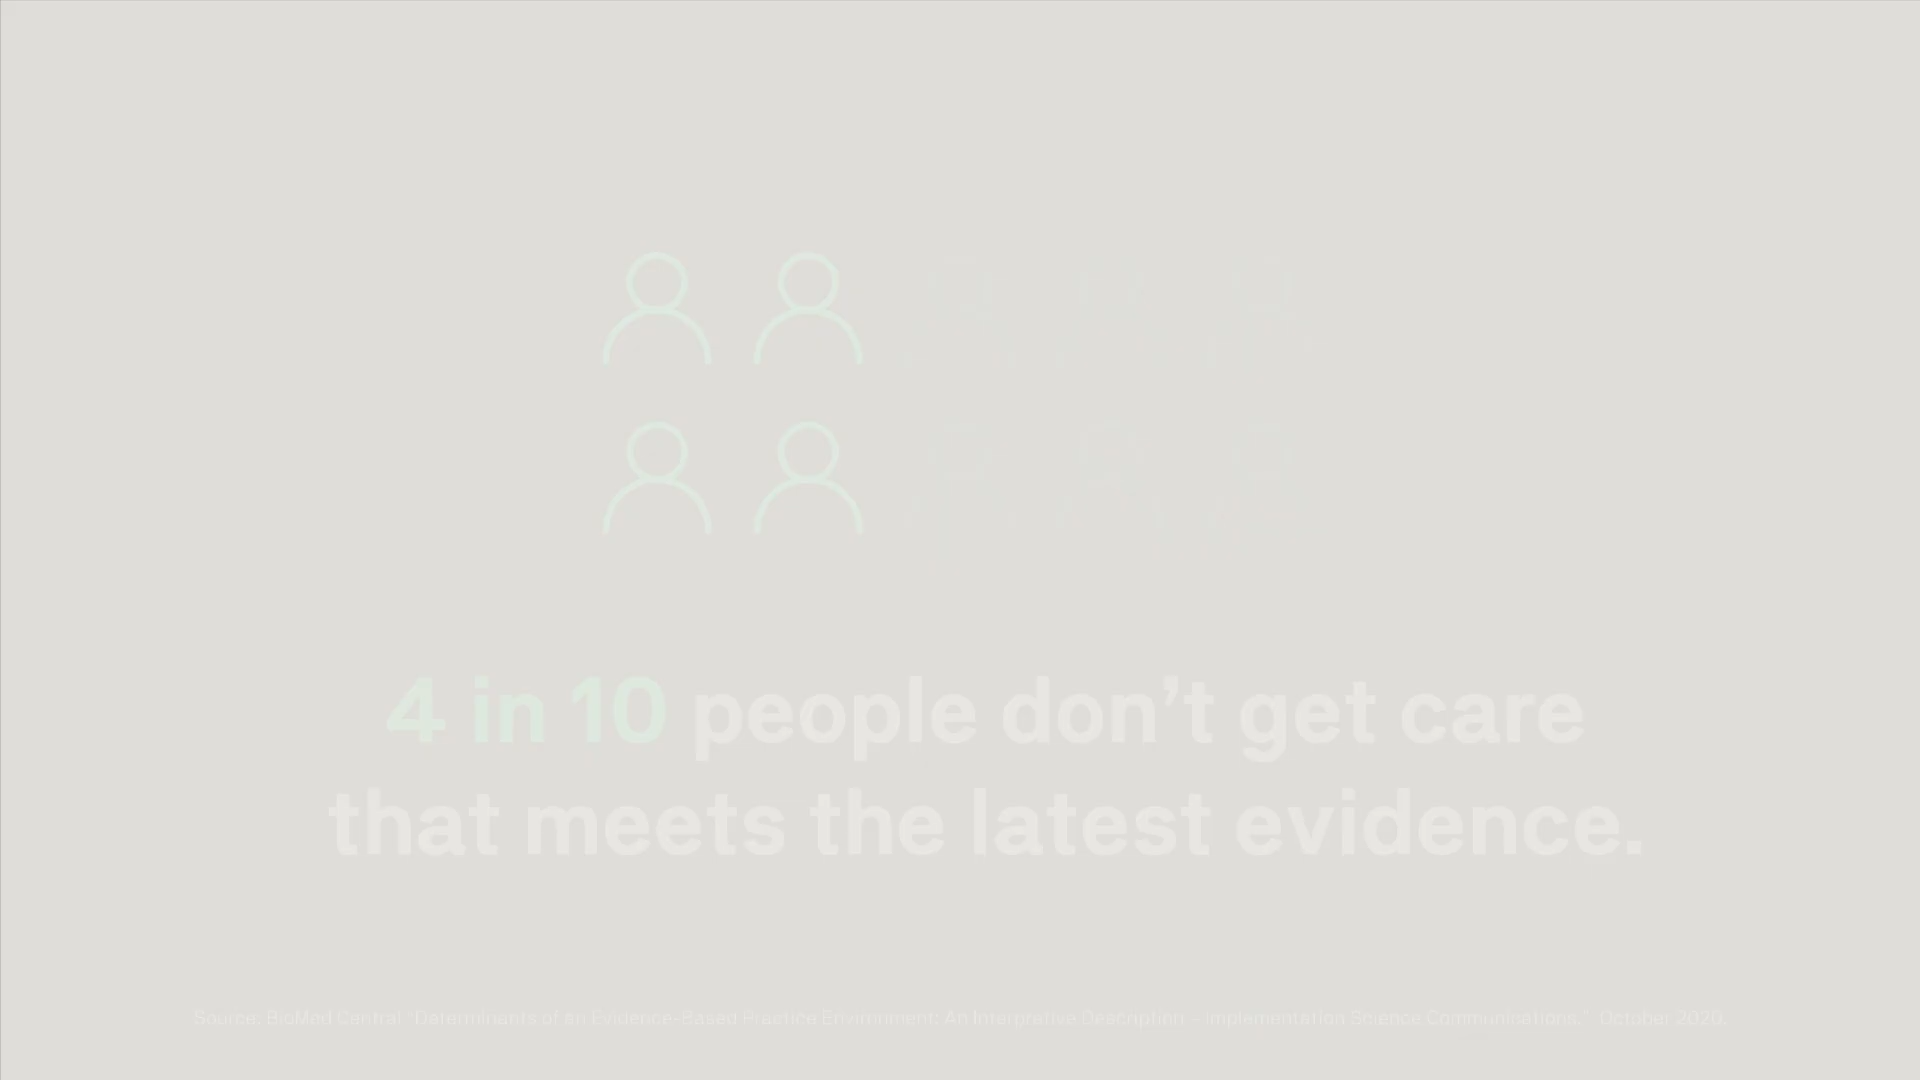 4 in 10 people don’t get care
that meets the latest evidence.
Source: BioMed Central “Determinants of an Evidence-Based Practice Environment: An Interpretive Description – Implementation Science Communications.” October 2020.